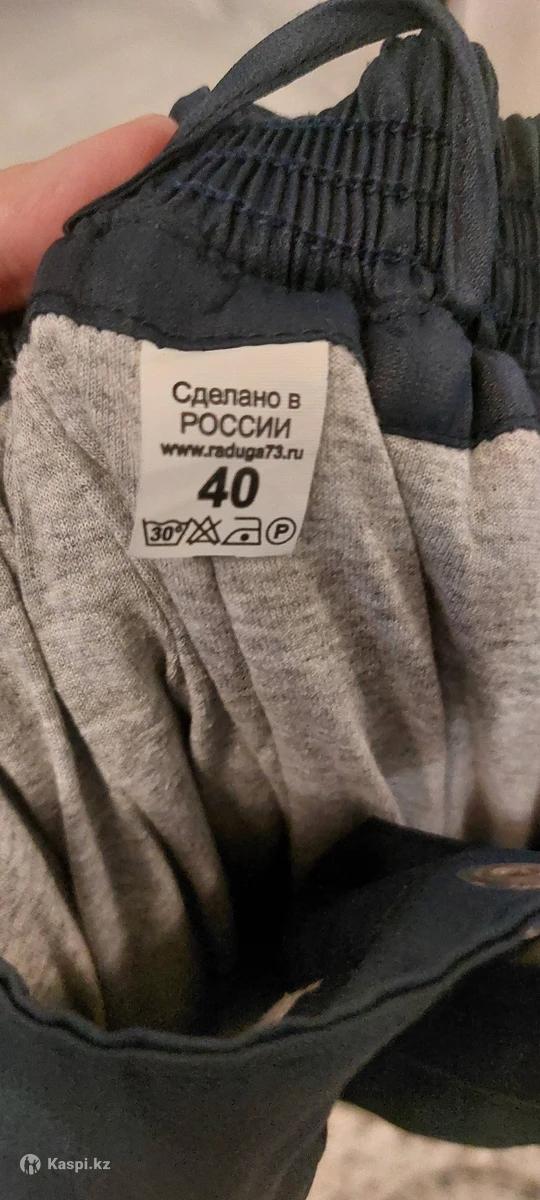 Сделано в
РОССИИ
www.raduga73.ru
40
30° P
Kaspi.kz